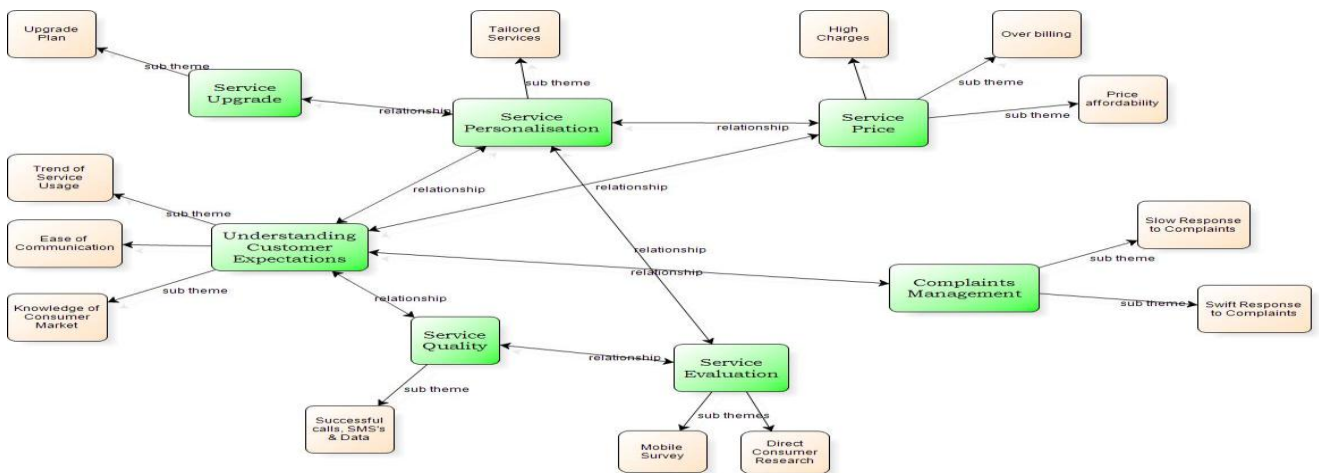 Upgrade
Plan
Tailored
Services
High
Charges
Over billing
sub theme
sub theme
sub theme
Service
Upgrade
relationship
Service
Personalisation
relationship
Service
Price
sub theme
Price
affordability
Trend of
Service
Usage
sub theme
relationship
relationship
Ease of
Communication
Understanding
Customer
Expectations
relationship
relationship
Slow Response
to Complaints
sub theme
Complaints
Management
sub theme
Swift Response
to Complaints
sub theme
Knowledge of
Consumer
Market
relationship
Service
Quality
relationship
Service
Evaluation
sub theme
sub themes
Successful
calls, SMS's
& Data
Mobile
Survey
Direct
Consumer
Research